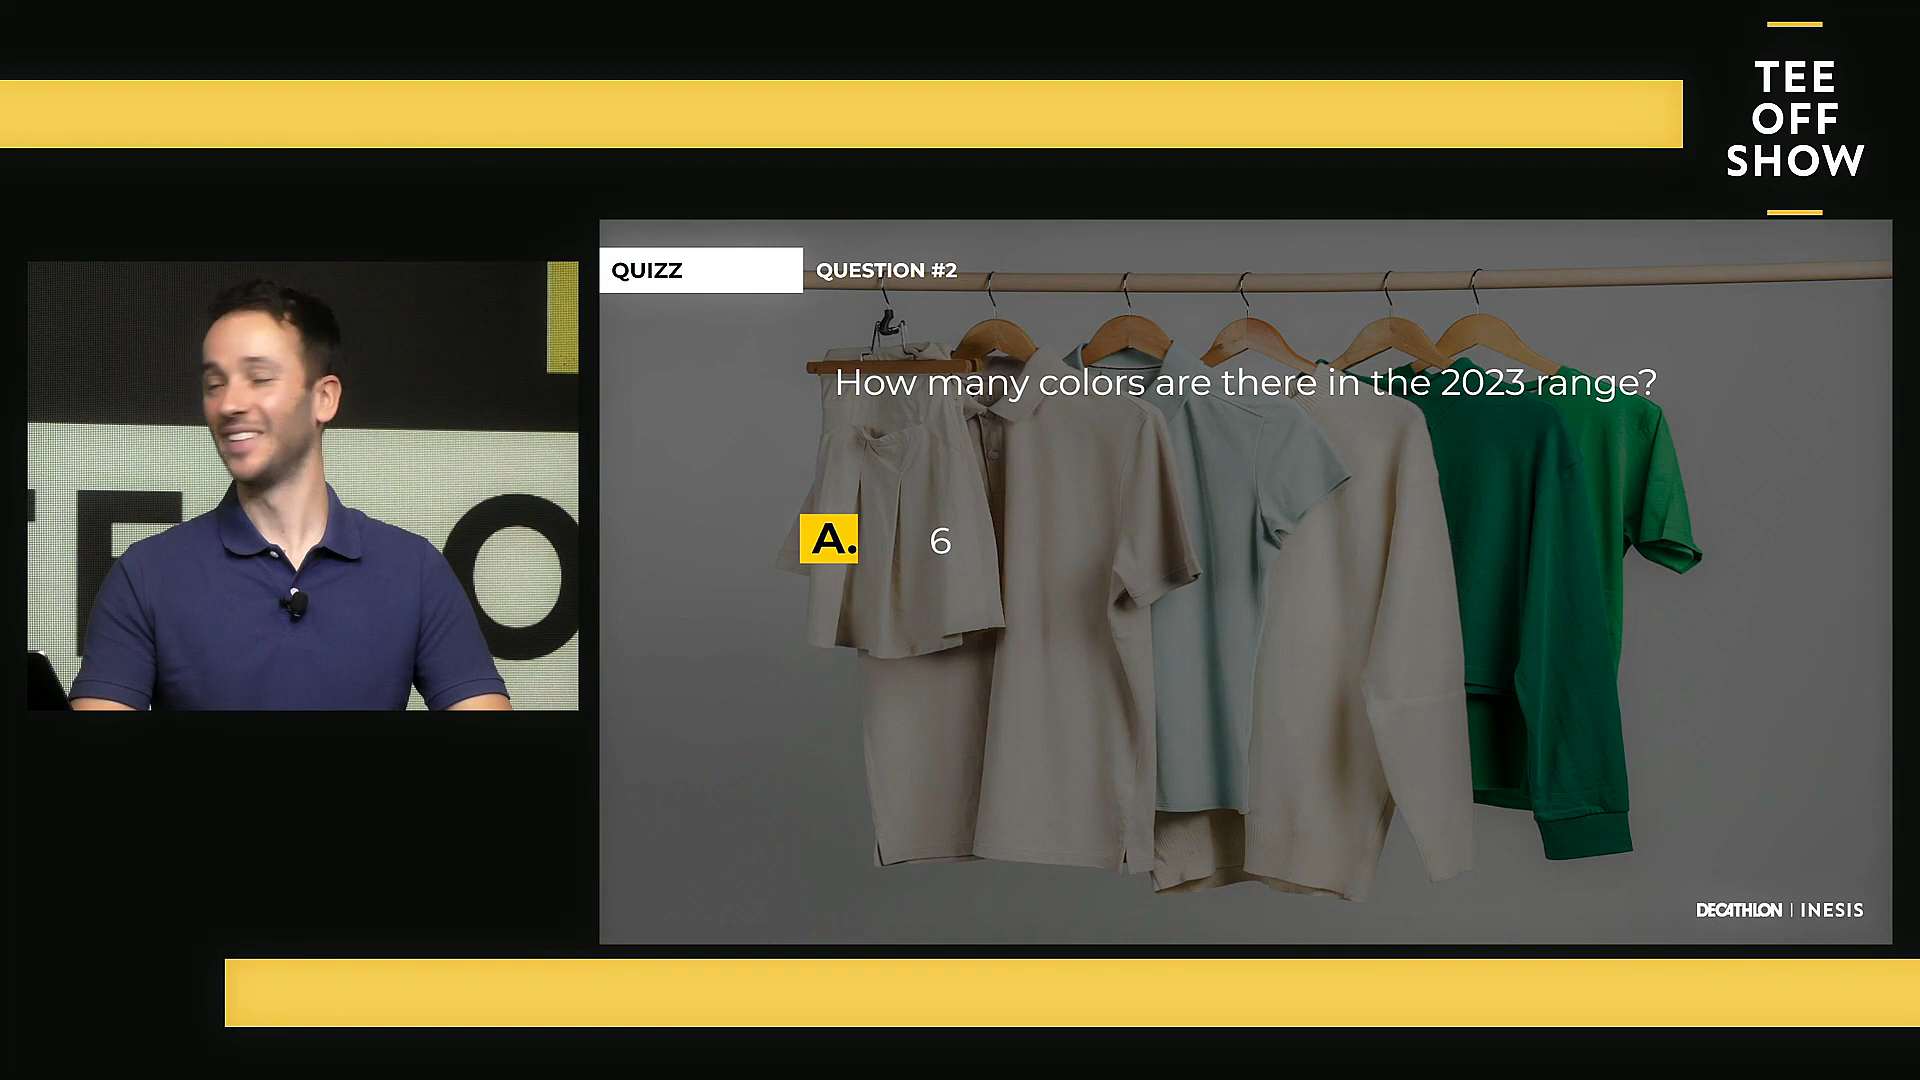 TEE
OFF
SHOW
QUIZZ
QUESTION #2
How many colors are there in the 2023 range?
A.
6
DECATHLON | INESIS